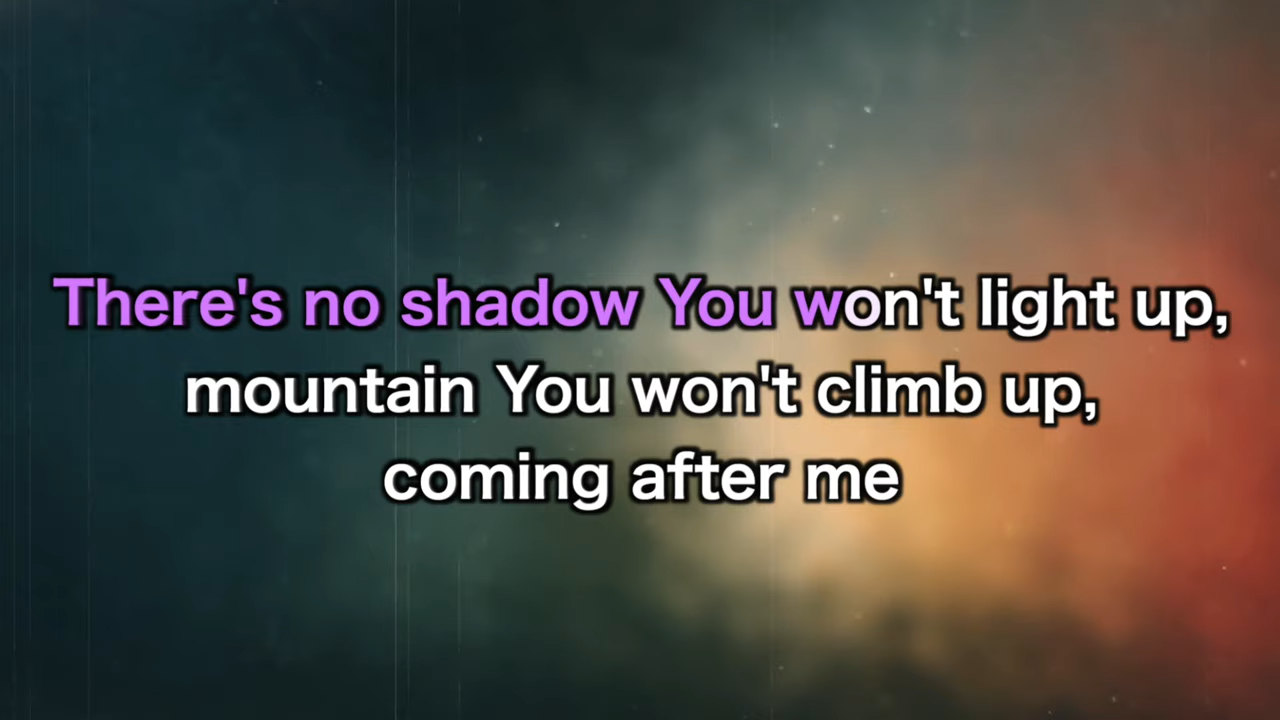 There's no shadow You won't light up,
mountain You won't climb up,
coming after me